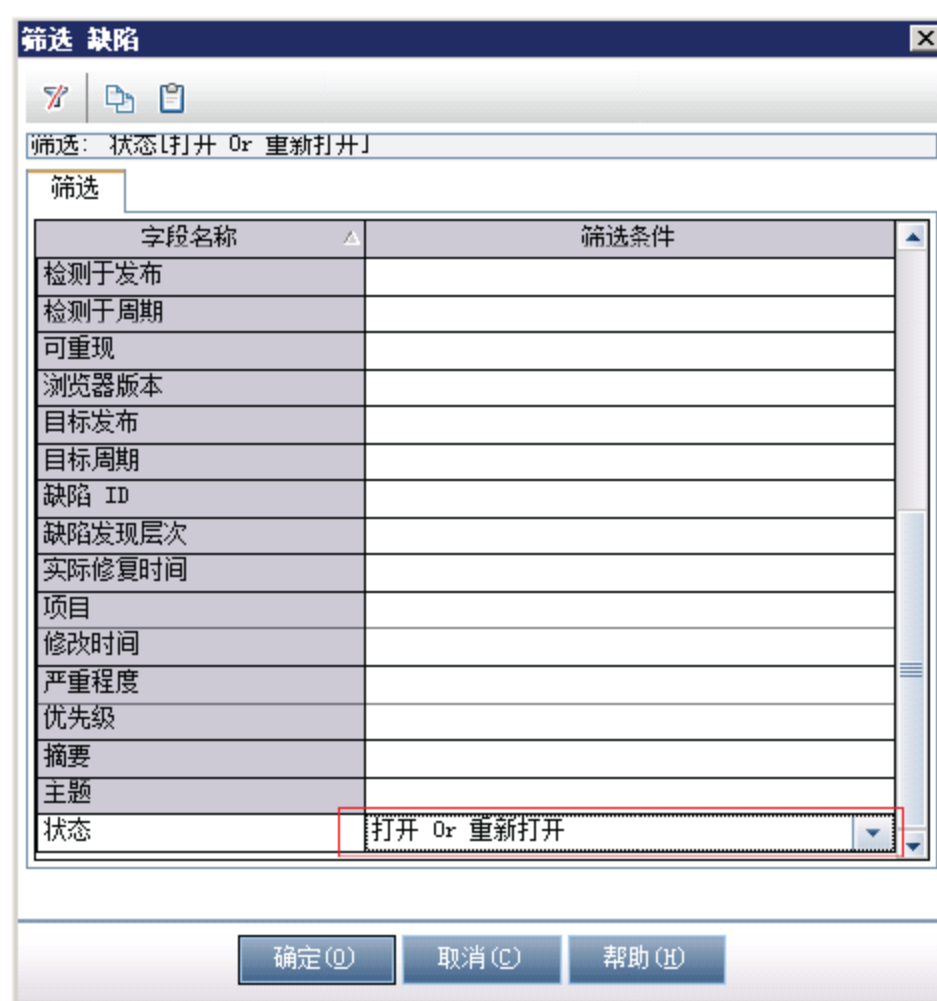 筛选 缺陷
筛选: 状态[打开 Or 重新打开]
筛选
字段名称 筛选条件
检测于发布
检测于周期
可重现
浏览器版本
目标发布
目标周期
缺陷 ID
缺陷发现层次
实际修复时间
项目
修改时间
严重程度
优先级
摘要
主题
状态 打开 Or 重新打开
确定(O) 取消(C) 帮助(H)